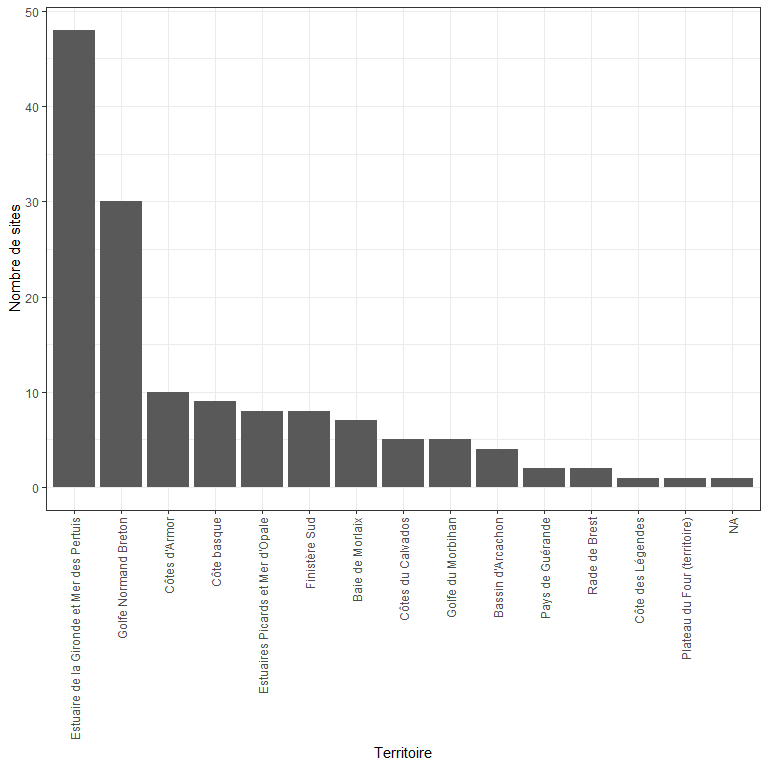 50
40
30
20
10
0
Nombre de sites
Estuaire de la Gironde et Mer des Pertuis
Golfe Normand Breton
Côtes d'Armor
Côte basque
Estuaires Picards et Mer d'Opale
Finistère Sud
Baie de Morlaix
Côtes du Calvados
Golfe du Morbihan
Bassin d'Arcachon
Pays de Guérande
Rade de Brest
Côte des Légendes
Plateau du Four (territoire)
NA
Territoire